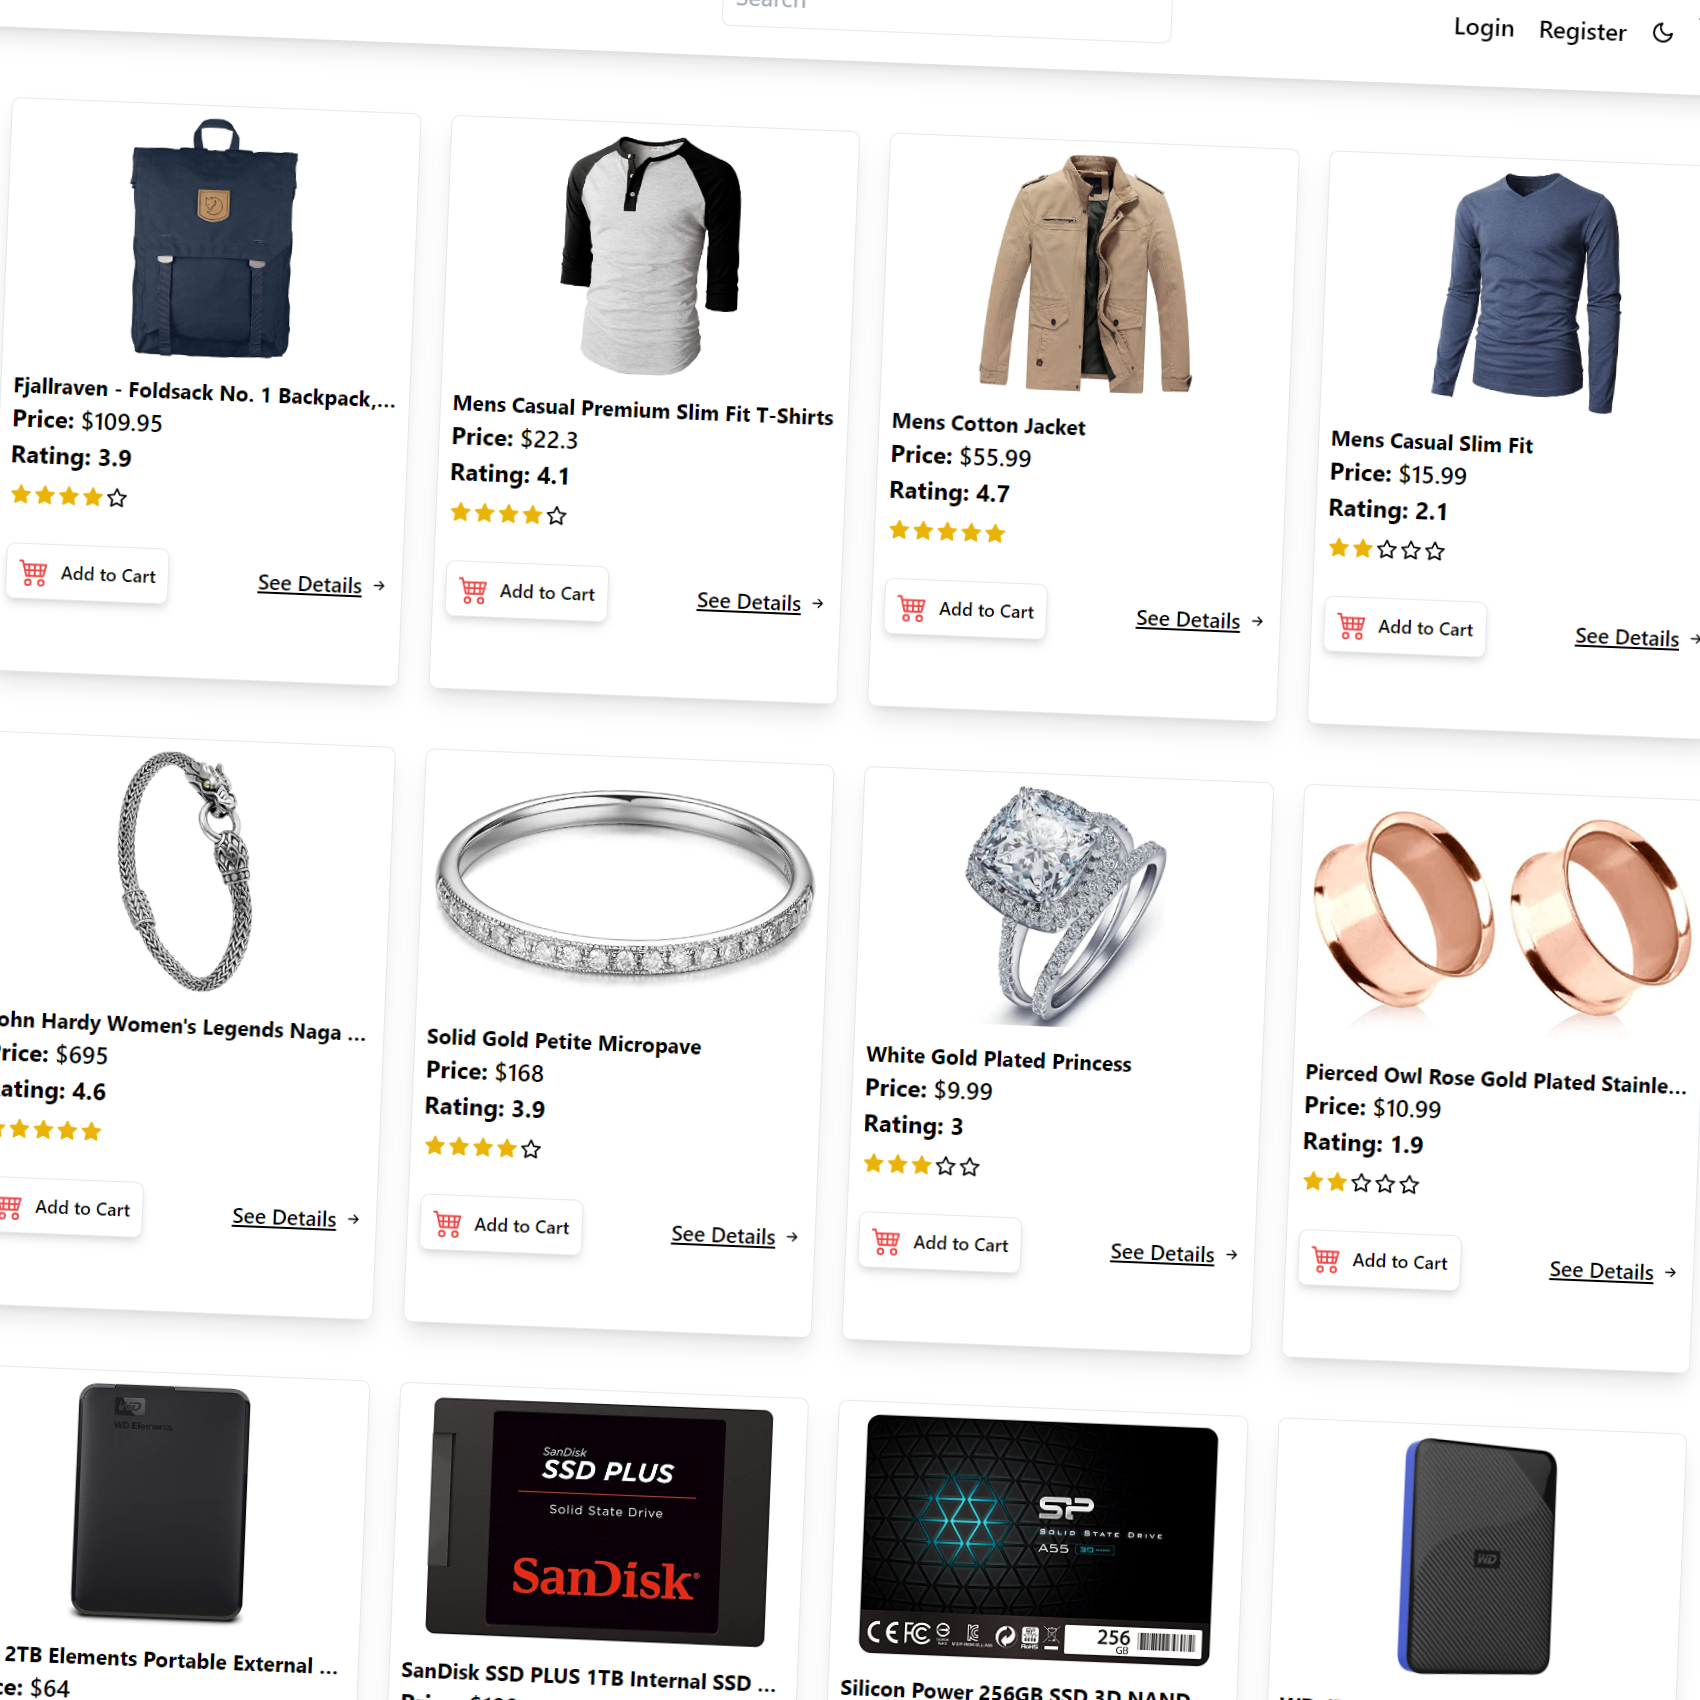 Search
Login Register
Fjallraven - Foldsack No. 1 Backpack,...
Price: $109.95
Rating: 3.9
Add to Cart See Details
Mens Casual Premium Slim Fit T-Shirts
Price: $22.3
Rating: 4.1
Add to Cart See Details
Mens Cotton Jacket
Price: $55.99
Rating: 4.7
Add to Cart See Details
Mens Casual Slim Fit
Price: $15.99
Rating: 2.1
Add to Cart See Details
ohn Hardy Women's Legends Naga ...
rice: $695
ating: 4.6
Add to Cart See Details
Solid Gold Petite Micropave
Price: $168
Rating: 3.9
Add to Cart See Details
White Gold Plated Princess
Price: $9.99
Rating: 3
Add to Cart See Details
Pierced Owl Rose Gold Plated Stainle...
Price: $10.99
Rating: 1.9
Add to Cart See Details
WD
WD Elements
2TB Elements Portable External ...
ce: $64
SanDisk
SSD PLUS
Solid State Drive
SanDisk
SanDisk SSD PLUS 1TB Internal SSD ...
SP
SOLID STATE DRIVE
A55 3D NAND
CE FC
RoHS
256
GB
Silicon Power 256GB SSD 3D NAND
WD